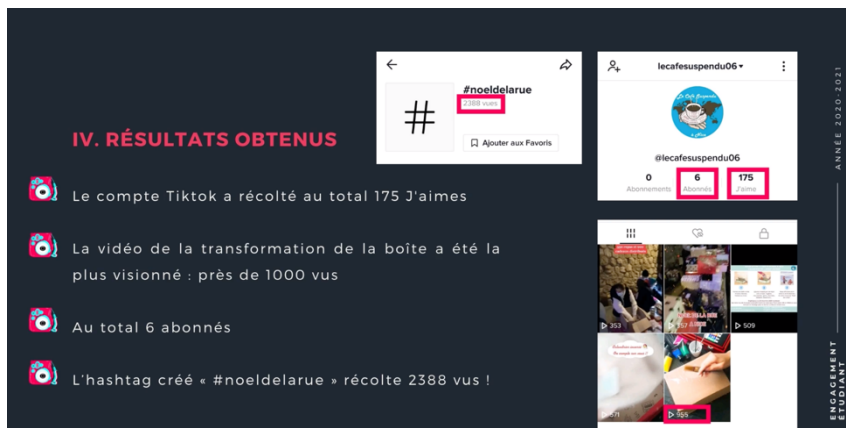 IV. RÉSULTATS OBTENUS
Le compte Tiktok a récolté au total 175 J'aimes
La vidéo de la transformation de la boîte a été la
plus visionné : près de 1000 vus
Au total 6 abonnés
L'hashtag créé « #noeldelarue » récolte 2388 vus !
#noeldelarue
2388 vues
#
Ajouter aux Favoris
lecafesuspendu06
@lecafesuspendu06
0 6 175
Abonnements Abonnés J'aime
353
509
955
ANNÉE 2020-2021
ENGAGEMENT
ÉTUDIANT